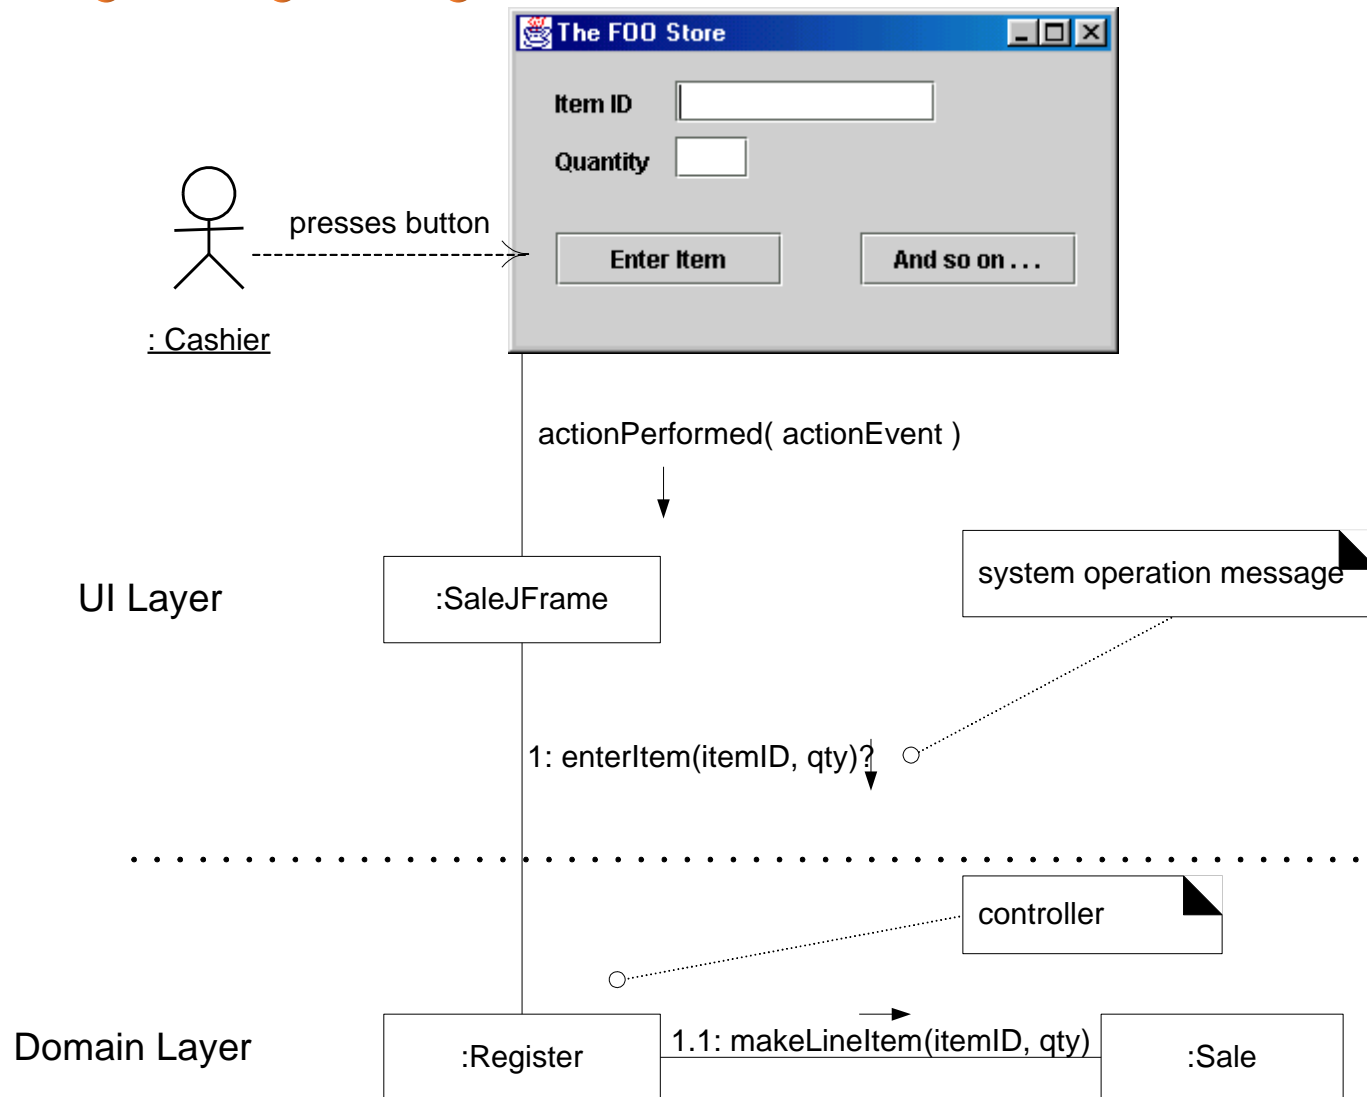 The FOO Store
Item ID
Quantity
presses button
Enter Item
And so on . . .
: Cashier
actionPerformed( actionEvent )
system operation message
UI Layer
:SaleJFrame
1: enterItem(itemID, qty)?
controller
1.1: makeLineItem(itemID, qty)
Domain Layer
:Register
:Sale